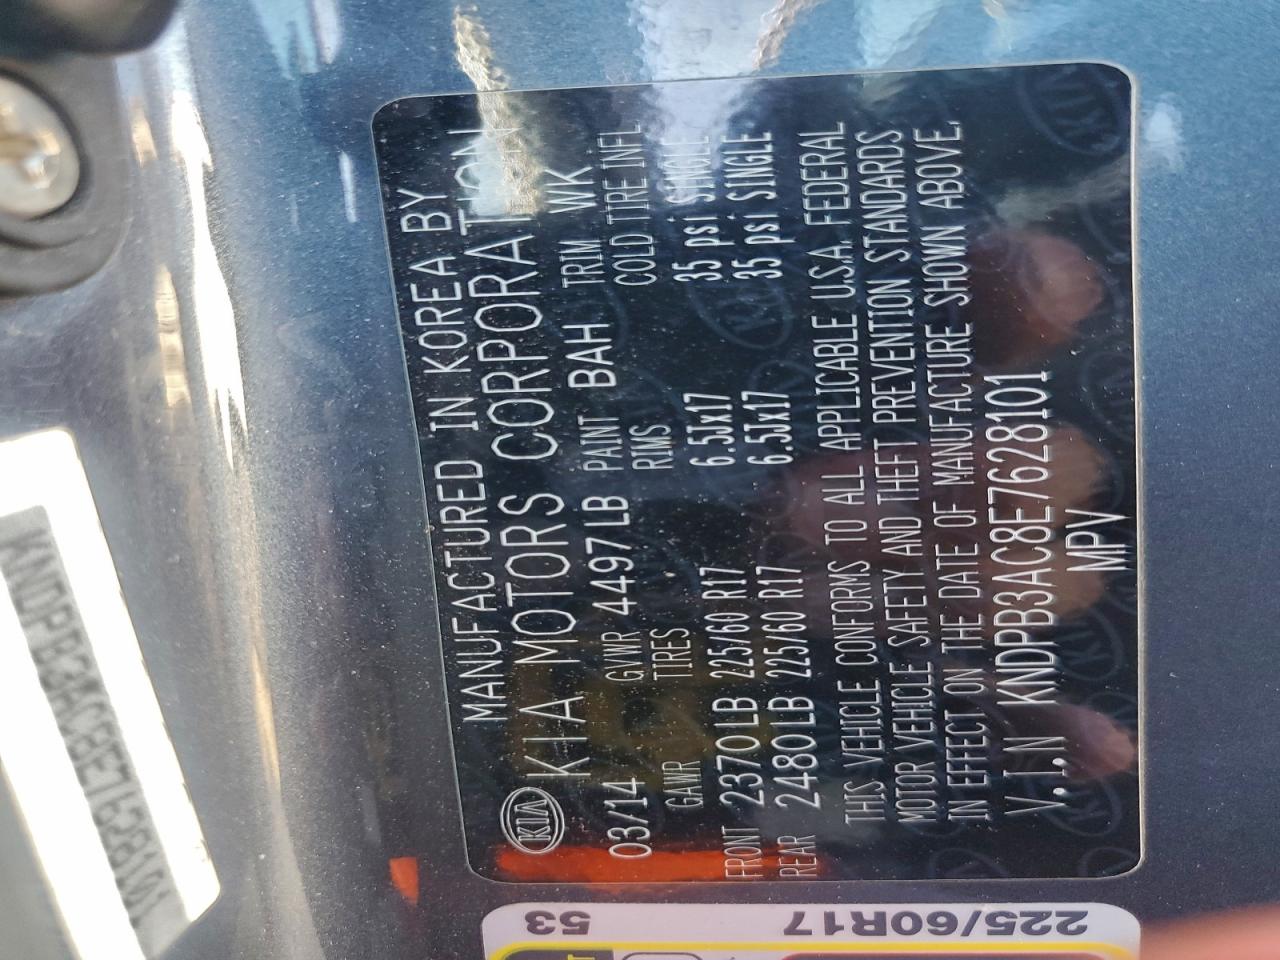 MANUFACTURED IN KOREA BY
KIA KIA MOTORS CORPORATION
03/14 GVWR 4497LB PAINT BAH TRIM WK
GAWR TIRES RIMS COLD TIRE INFL
FRONT 2370LB 225/60 R17 6.5Jx17 35 psi SINGLE
REAR 2480LB 225/60 R17 6.5Jx17 35 psi SINGLE
THIS VEHICLE CONFORMS TO ALL APPLICABLE U.S.A. FEDERAL
MOTOR VEHICLE SAFETY AND THEFT PREVENTION STANDARDS
IN EFFECT ON THE DATE OF MANUFACTURE SHOWN ABOVE.
V.I.N KNDPB3AC8E7628101
MPV
KNDPB3AC8E7628101
225/60R17 53